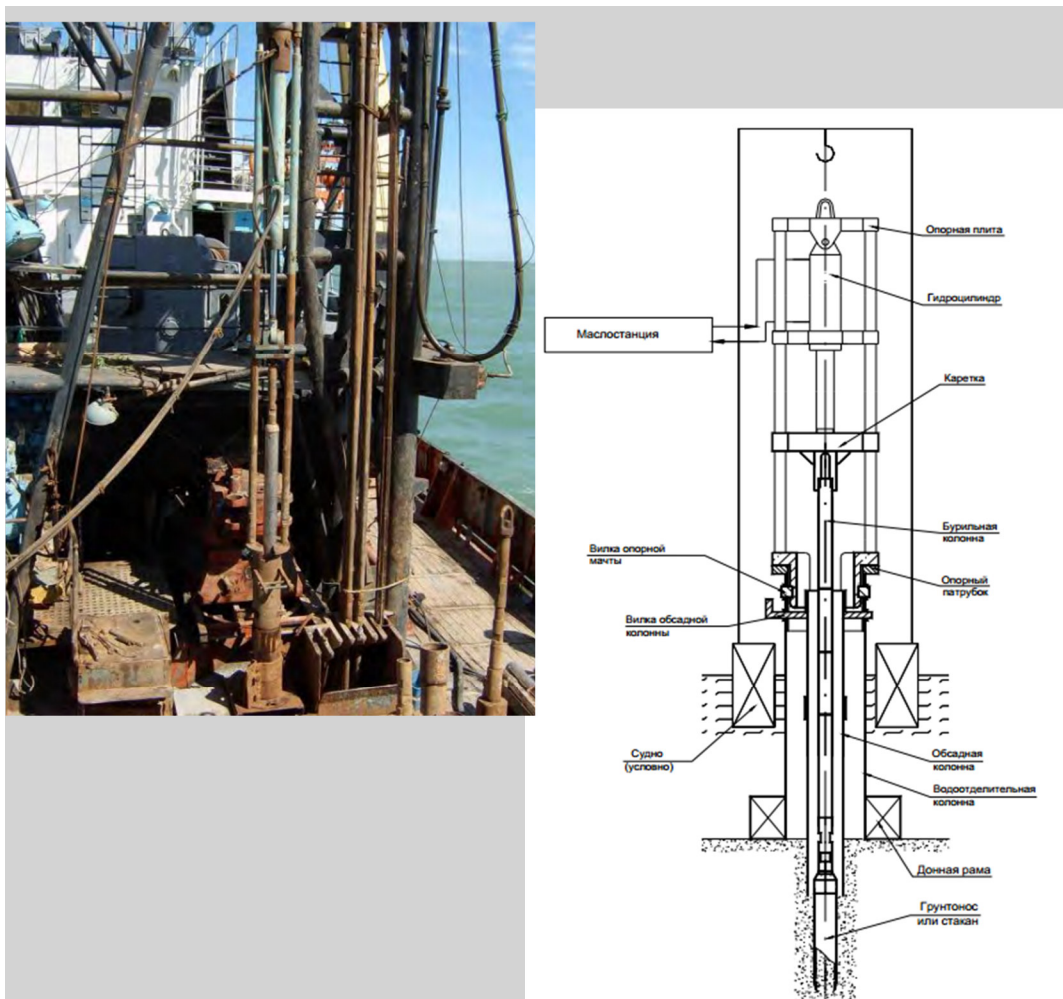 Опорная плита
Гидроцилиндр
Маслостанция
Каретка
Бурильная
колонна
Вилка опорной
мачты
Опорный
патрубок
Вилка обсадной
колонны
Судно
(условно)
Обсадная
колонна
Водоотделительная
колонна
Донная рама
Грунтонос
или стакан